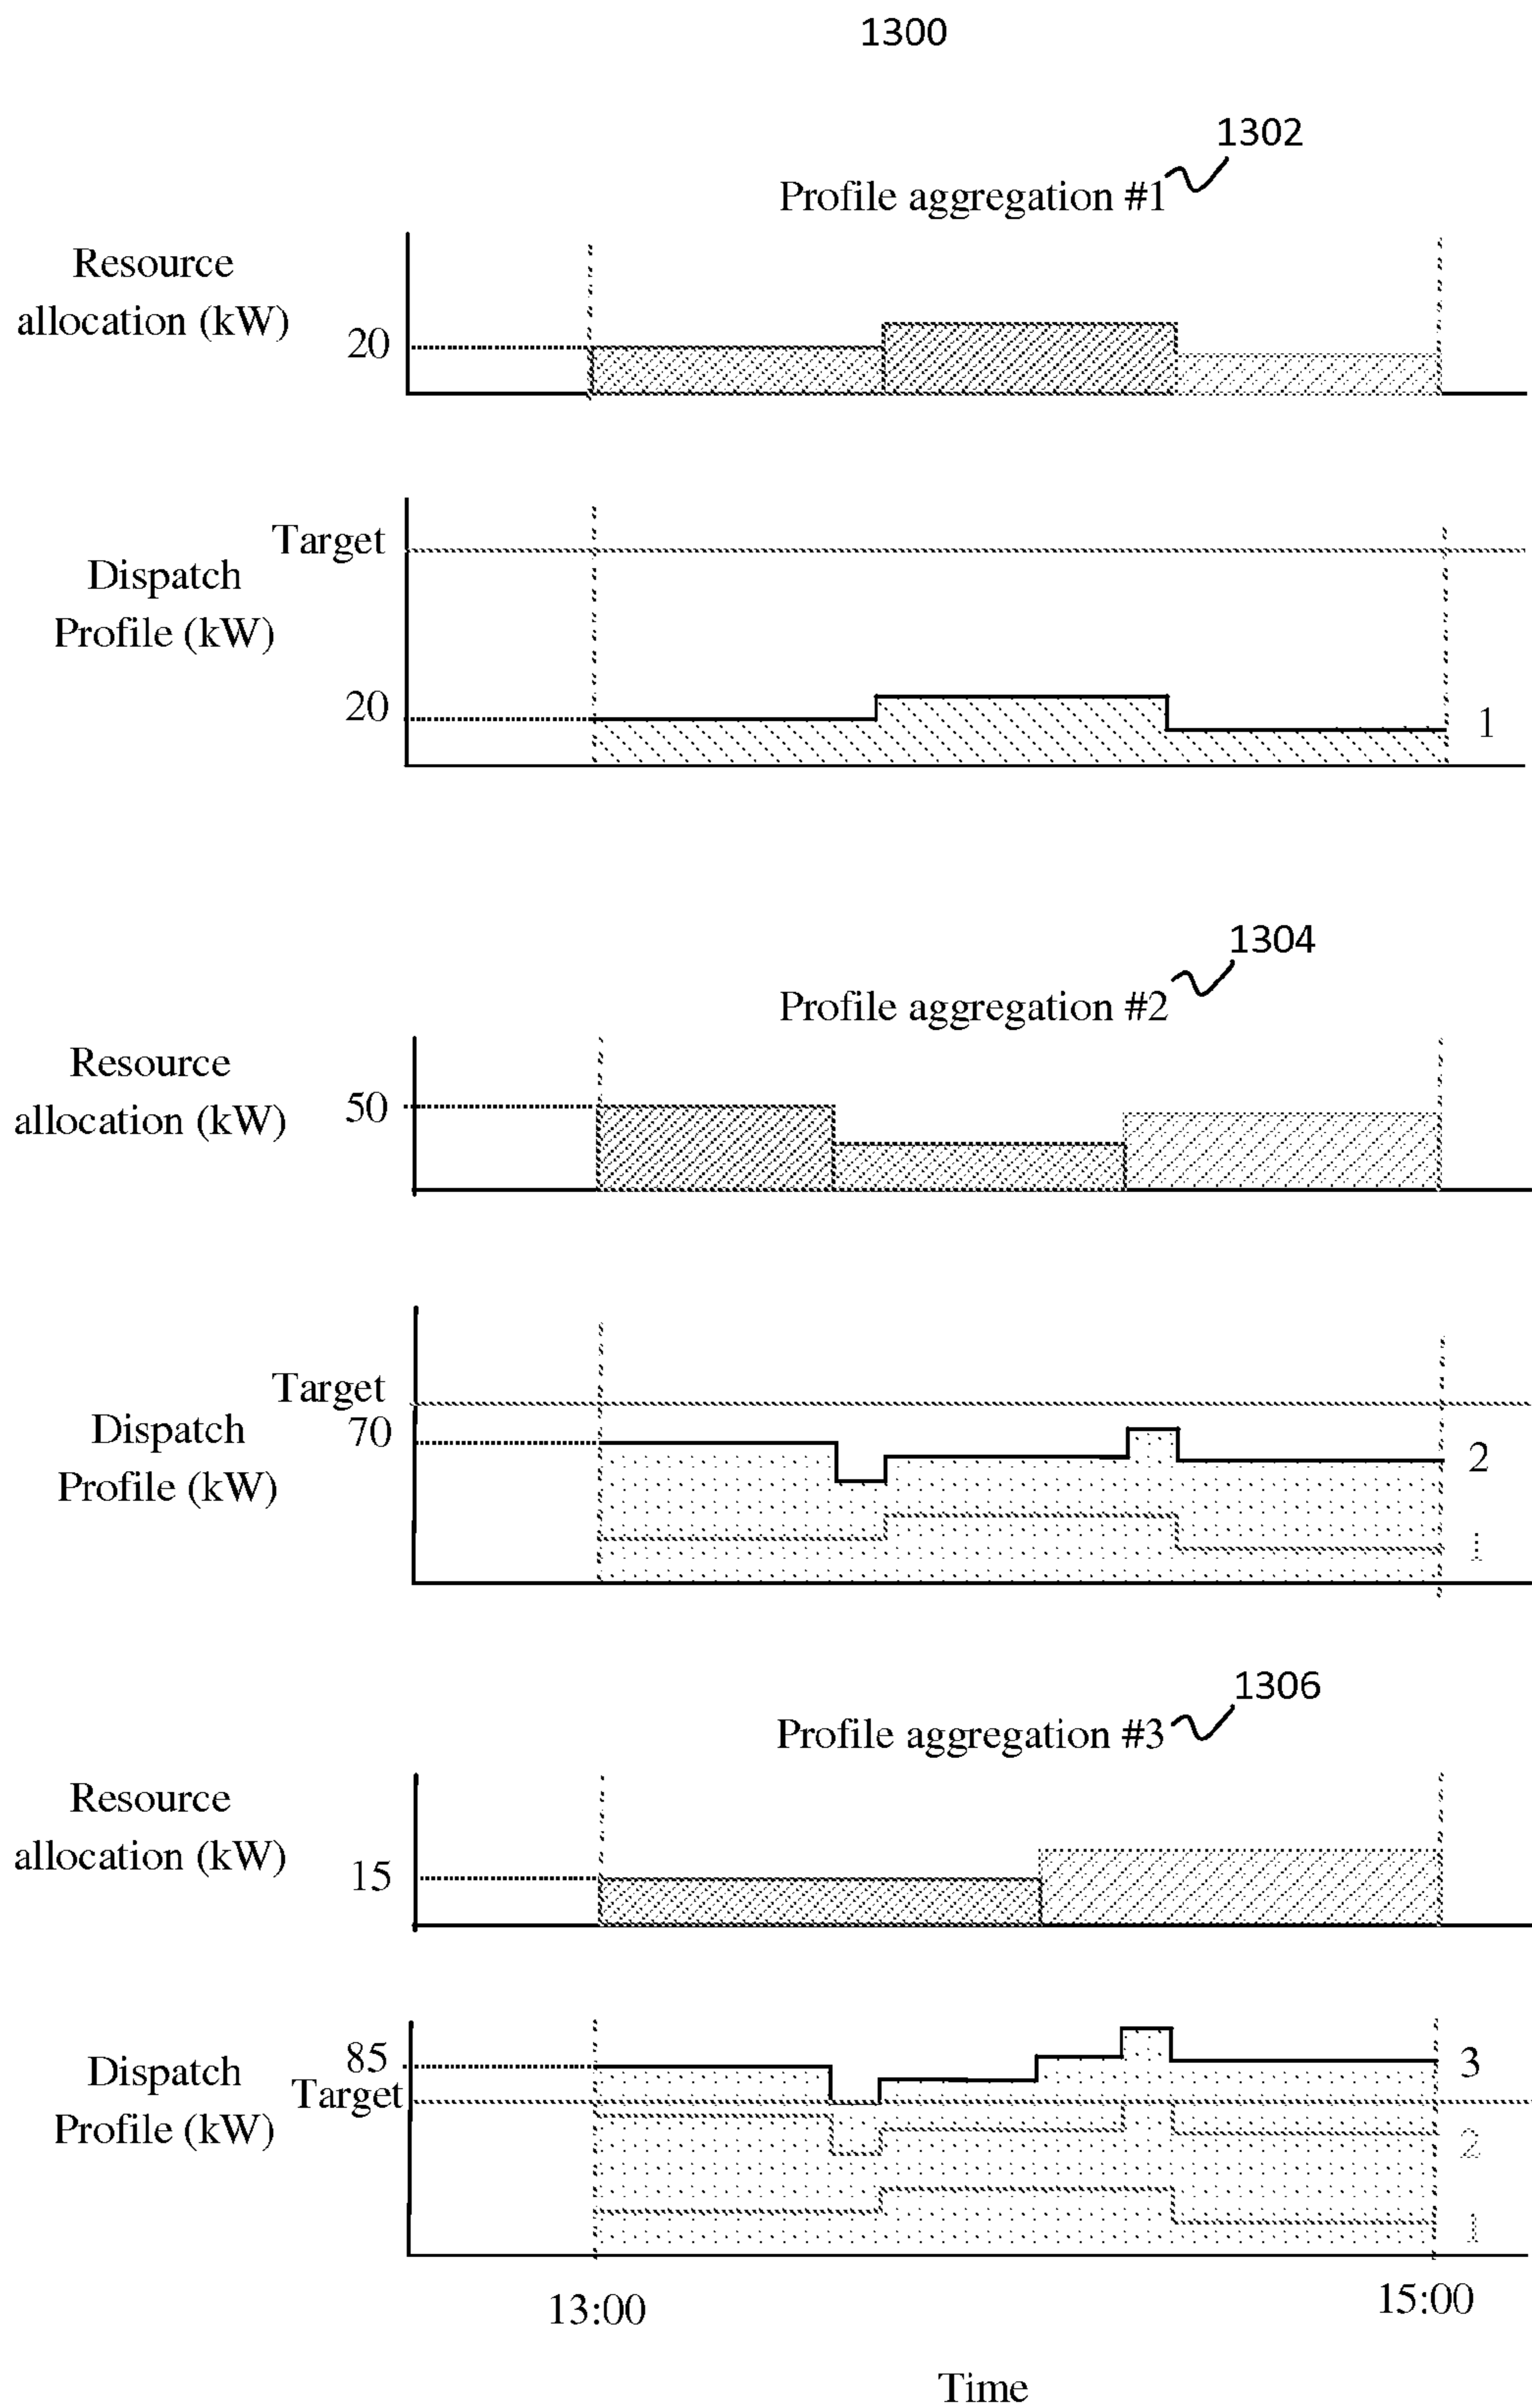 1300
1302
Profile aggregation #1
Resource
allocation (kW)
20
Target
Dispatch
Profile (kW)
20
1
1304
Profile aggregation #2
Resource
allocation (kW)
50
Target
70
Dispatch
Profile (kW)
2
1
1306
Profile aggregation #3
Resource
allocation (kW)
15
85
Dispatch
Target
Profile (kW)
3
2
1
13:00
15:00
Time